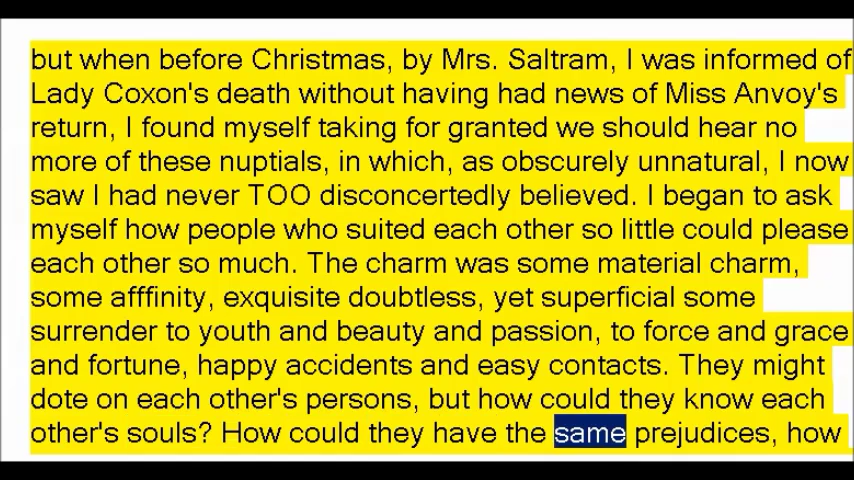 but when before Christmas, by Mrs. Saltram, I was informed of
Lady Coxon's death without having had news of Miss Anvoy's
return, I found myself taking for granted we should hear no
more of these nuptials, in which, as obscurely unnatural, I now
saw I had never TOO disconcertedly believed. I began to ask
myself how people who suited each other so little could please
each other so much. The charm was some material charm,
some afffinity, exquisite doubtless, yet superficial some
surrender to youth and beauty and passion, to force and grace
and fortune, happy accidents and easy contacts. They might
dote on each other's persons, but how could they know each
other's souls? How could they have the same prejudices, how